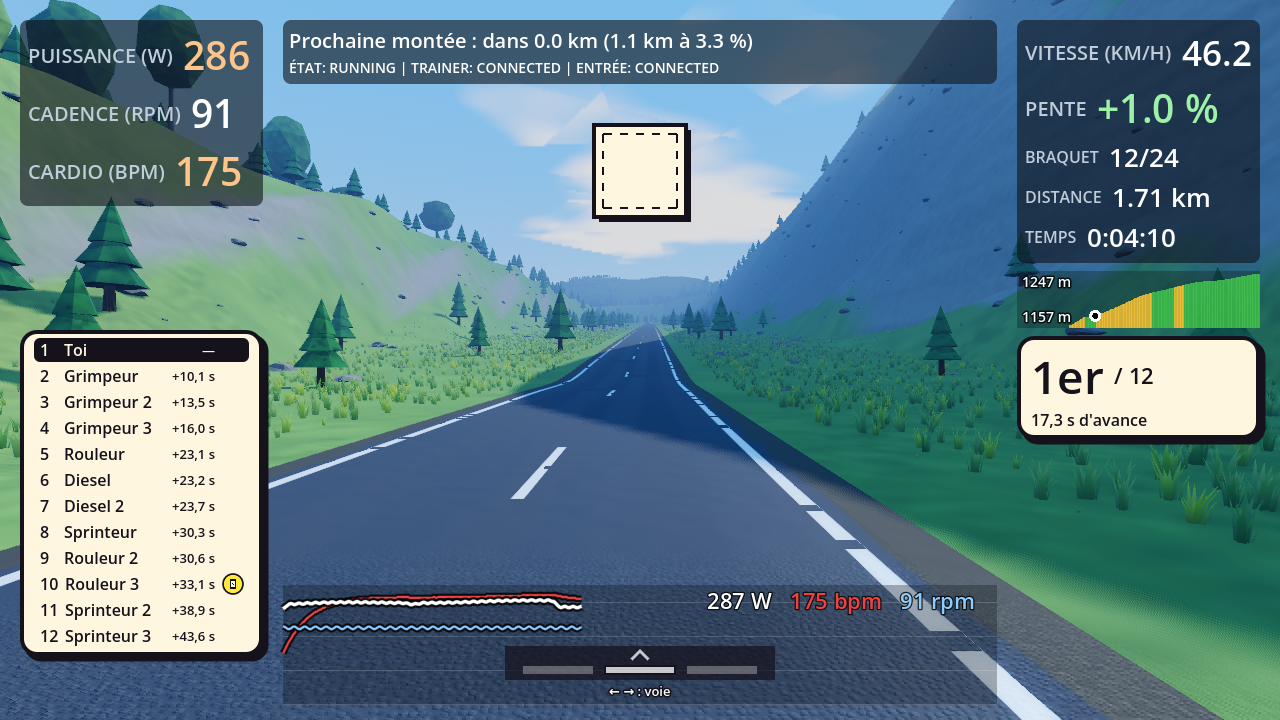 PUISSANCE (W) 286
CADENCE (RPM) 91
CARDIO (BPM) 175
Prochaine montée : dans 0.0 km (1.1 km à 3.3 %)
ÉTAT: RUNNING | TRAINER: CONNECTED | ENTRÉE: CONNECTED
VITESSE (KM/H) 46.2
PENTE +1.0 %
BRAQUET 12/24
DISTANCE 1.71 km
TEMPS 0:04:10
1247 m
1157 m
1er / 12
17,3 s d'avance
1 Toi —
2 Grimpeur +10,1 s
3 Grimpeur 2 +13,5 s
4 Grimpeur 3 +16,0 s
5 Rouleur +23,1 s
6 Diesel +23,2 s
7 Diesel 2 +23,7 s
8 Sprinteur +30,3 s
9 Rouleur 2 +30,6 s
10 Rouleur 3 +33,1 s
11 Sprinteur 2 +38,9 s
12 Sprinteur 3 +43,6 s
287 W 175 bpm 91 rpm
← → : voie